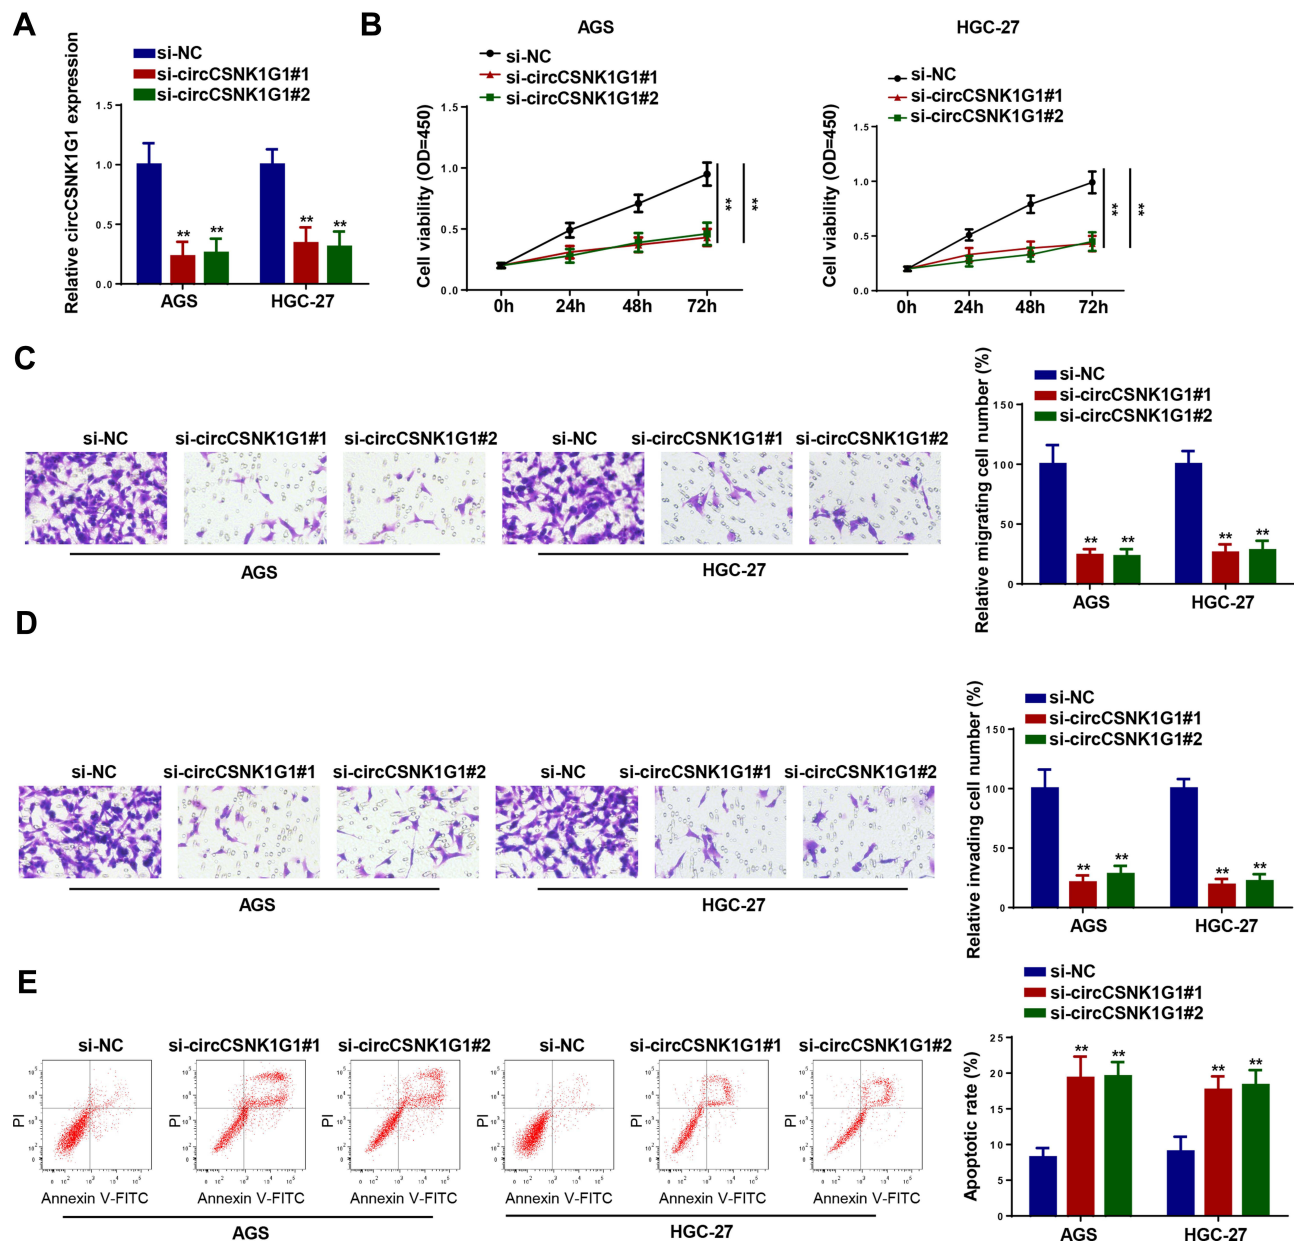 A
Relative circCSNK1G1 expression
si-NC
si-circCSNK1G1#1
si-circCSNK1G1#2
1.5
1.0
0.5
0.0
** ** ** **
AGS HGC-27
B
AGS
si-NC
si-circCSNK1G1#1
si-circCSNK1G1#2
Cell viability (OD=450)
1.5
1.0
0.5
0.0
** **
0h 24h 48h 72h
HGC-27
si-NC
si-circCSNK1G1#1
si-circCSNK1G1#2
Cell viability (OD=450)
1.5
1.0
0.5
0.0
** **
0h 24h 48h 72h
C
si-NC si-circCSNK1G1#1 si-circCSNK1G1#2 si-NC si-circCSNK1G1#1 si-circCSNK1G1#2
AGS HGC-27
Relative migrating cell number (%)
si-NC
si-circCSNK1G1#1
si-circCSNK1G1#2
150
100
50
0
** ** ** **
AGS HGC-27
D
si-NC si-circCSNK1G1#1 si-circCSNK1G1#2 si-NC si-circCSNK1G1#1 si-circCSNK1G1#2
AGS HGC-27
Relative invading cell number (%)
si-NC
si-circCSNK1G1#1
si-circCSNK1G1#2
150
100
50
0
** ** ** **
AGS HGC-27
E
si-NC si-circCSNK1G1#1 si-circCSNK1G1#2 si-NC si-circCSNK1G1#1 si-circCSNK1G1#2
PI PI PI PI PI PI
Annexin V-FITC Annexin V-FITC Annexin V-FITC Annexin V-FITC Annexin V-FITC Annexin V-FITC
AGS HGC-27
Apoptotic rate (%)
si-NC
si-circCSNK1G1#1
si-circCSNK1G1#2
25
20
15
10
5
0
** ** ** **
AGS HGC-27